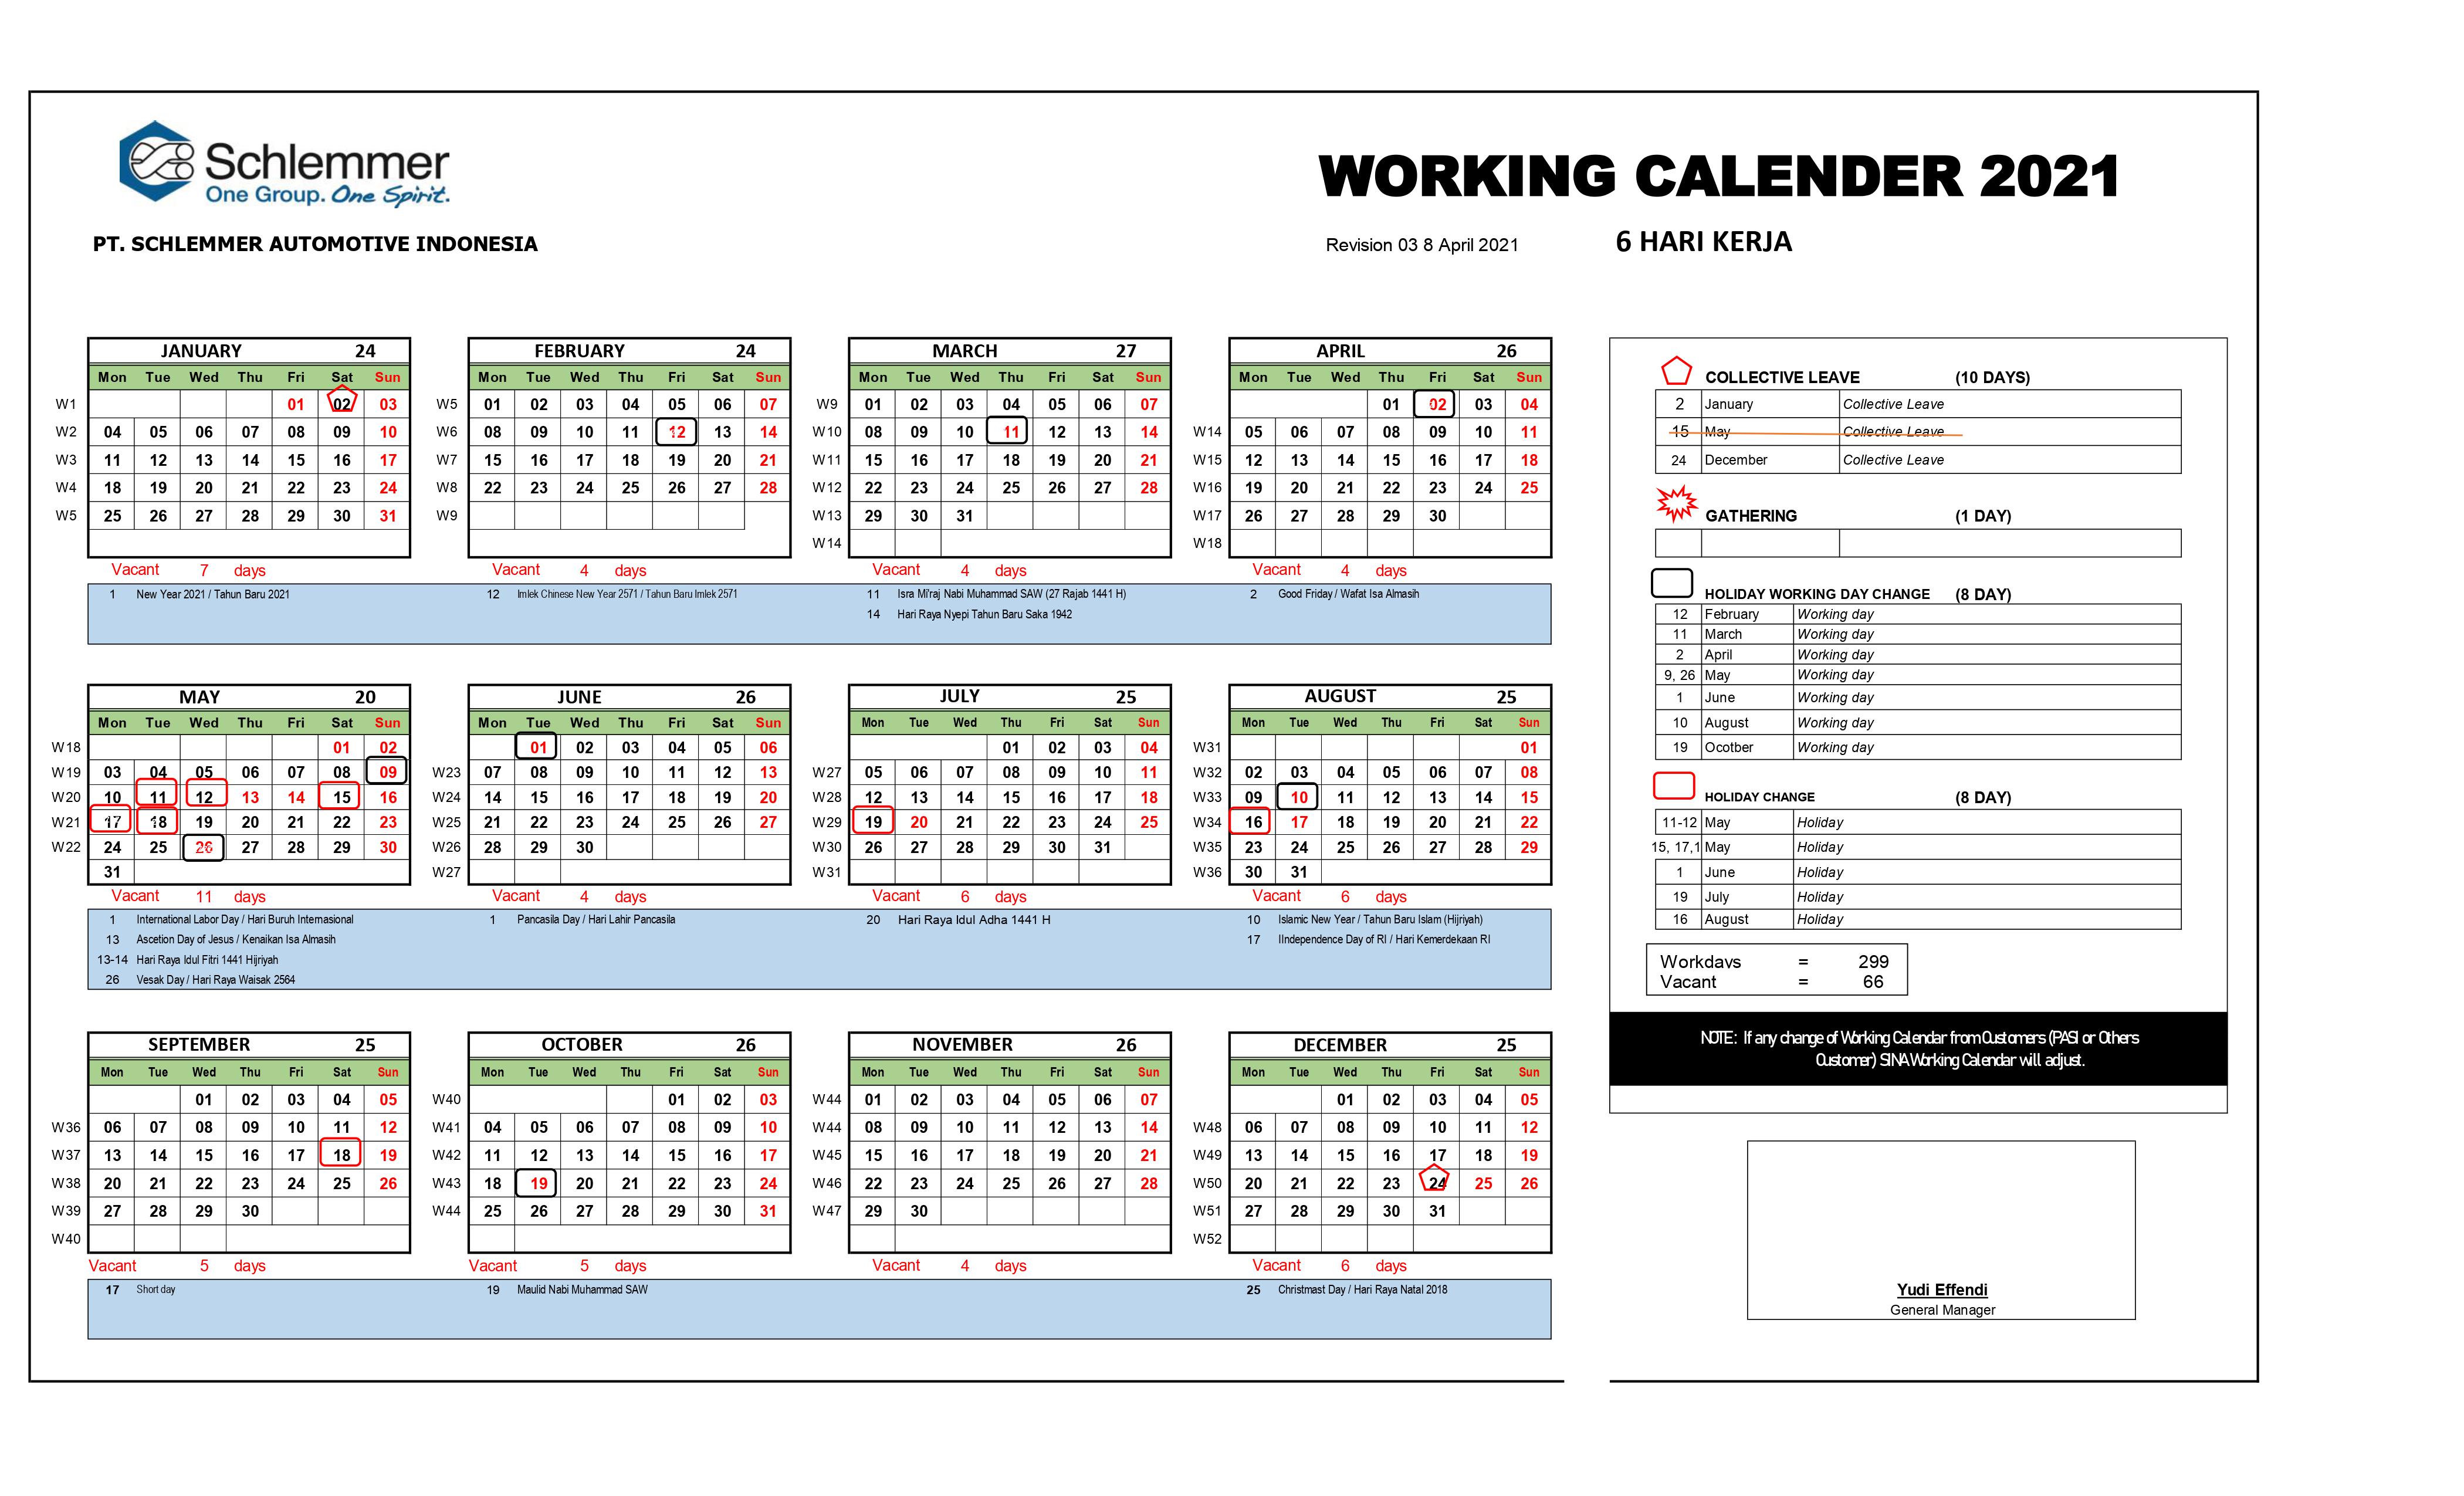 Schlemmer
One Group. One Spirit.
WORKING CALENDER 2021
PT. SCHLEMMER AUTOMOTIVE INDONESIA
Revision 03 8 April 2021
6 HARI KERJA
JANUARY 24
Mon Tue Wed Thu Fri Sat Sun
W1 01 02 03
W2 04 05 06 07 08 09 10
W3 11 12 13 14 15 16 17
W4 18 19 20 21 22 23 24
W5 25 26 27 28 29 30 31
Vacant 7 days
1 New Year 2021 / Tahun Baru 2021
FEBRUARY 24
Mon Tue Wed Thu Fri Sat Sun
W5 01 02 03 04 05 06 07
W6 08 09 10 11 12 13 14
W7 15 16 17 18 19 20 21
W8 22 23 24 25 26 27 28
W9
Vacant 4 days
12 Imlek Chinese New Year 2571 / Tahun Baru Imlek 2571
MARCH 27
Mon Tue Wed Thu Fri Sat Sun
W9 01 02 03 04 05 06 07
W10 08 09 10 11 12 13 14
W11 15 16 17 18 19 20 21
W12 22 23 24 25 26 27 28
W13 29 30 31
W14
Vacant 4 days
11 Isra Mi'raj Nabi Muhammad SAW (27 Rajab 1441 H)
14 Hari Raya Nyepi Tahun Baru Saka 1942
APRIL 26
Mon Tue Wed Thu Fri Sat Sun
01 02 03 04
W14 05 06 07 08 09 10 11
W15 12 13 14 15 16 17 18
W16 19 20 21 22 23 24 25
W17 26 27 28 29 30
W18
Vacant 4 days
2 Good Friday / Wafat Isa Almasih
MAY 20
Mon Tue Wed Thu Fri Sat Sun
W18 01 02
W19 03 04 05 06 07 08 09
W20 10 11 12 13 14 15 16
W21 17 18 19 20 21 22 23
W22 24 25 26 27 28 29 30
31
Vacant 11 days
1 International Labor Day / Hari Buruh Internasional
13 Ascetion Day of Jesus / Kenaikan Isa Almasih
13-14 Hari Raya Idul Fitri 1441 Hijriyah
26 Vesak Day / Hari Raya Waisak 2564
JUNE 26
Mon Tue Wed Thu Fri Sat Sun
01 02 03 04 05 06
W23 07 08 09 10 11 12 13
W24 14 15 16 17 18 19 20
W25 21 22 23 24 25 26 27
W26 28 29 30
W27
Vacant 4 days
1 Pancasila Day / Hari Lahir Pancasila
JULY 25
Mon Tue Wed Thu Fri Sat Sun
01 02 03 04
W27 05 06 07 08 09 10 11
W28 12 13 14 15 16 17 18
W29 19 20 21 22 23 24 25
W30 26 27 28 29 30 31
W31
Vacant 6 days
20 Hari Raya Idul Adha 1441 H
AUGUST 25
Mon Tue Wed Thu Fri Sat Sun
W31 01
W32 02 03 04 05 06 07 08
W33 09 10 11 12 13 14 15
W34 16 17 18 19 20 21 22
W35 23 24 25 26 27 28 29
W36 30 31
Vacant 6 days
10 Islamic New Year / Tahun Baru Islam (Hijriyah)
17 IIndependence Day of RI / Hari Kemerdekaan RI
SEPTEMBER 25
Mon Tue Wed Thu Fri Sat Sun
01 02 03 04 05
W36 06 07 08 09 10 11 12
W37 13 14 15 16 17 18 19
W38 20 21 22 23 24 25 26
W39 27 28 29 30
W40
Vacant 5 days
17 Short day
OCTOBER 26
Mon Tue Wed Thu Fri Sat Sun
W40 01 02 03
W41 04 05 06 07 08 09 10
W42 11 12 13 14 15 16 17
W43 18 19 20 21 22 23 24
W44 25 26 27 28 29 30 31
Vacant 5 days
19 Maulid Nabi Muhammad SAW
NOVEMBER 26
Mon Tue Wed Thu Fri Sat Sun
W44 01 02 03 04 05 06 07
W44 08 09 10 11 12 13 14
W45 15 16 17 18 19 20 21
W46 22 23 24 25 26 27 28
W47 29 30
Vacant 4 days
DECEMBER 25
Mon Tue Wed Thu Fri Sat Sun
01 02 03 04 05
W48 06 07 08 09 10 11 12
W49 13 14 15 16 17 18 19
W50 20 21 22 23 24 25 26
W51 27 28 29 30 31
W52
Vacant 6 days
25 Christmast Day / Hari Raya Natal 2018
COLLECTIVE LEAVE (10 DAYS)
2 January Collective Leave
15 May Collective Leave
24 December Collective Leave
GATHERING (1 DAY)
HOLIDAY WORKING DAY CHANGE (8 DAY)
12 February Working day
11 March Working day
2 April Working day
9, 26 May Working day
1 June Working day
10 August Working day
19 Ocotber Working day
HOLIDAY CHANGE (8 DAY)
11-12 May Holiday
15, 17,1 May Holiday
1 June Holiday
19 July Holiday
16 August Holiday
Workdays = 299
Vacant = 66
NOTE: If any change of Working Calendar from Customers (PASI or Others
Customer) SINA Working Calendar will adjust.
Yudi Effendi
General Manager